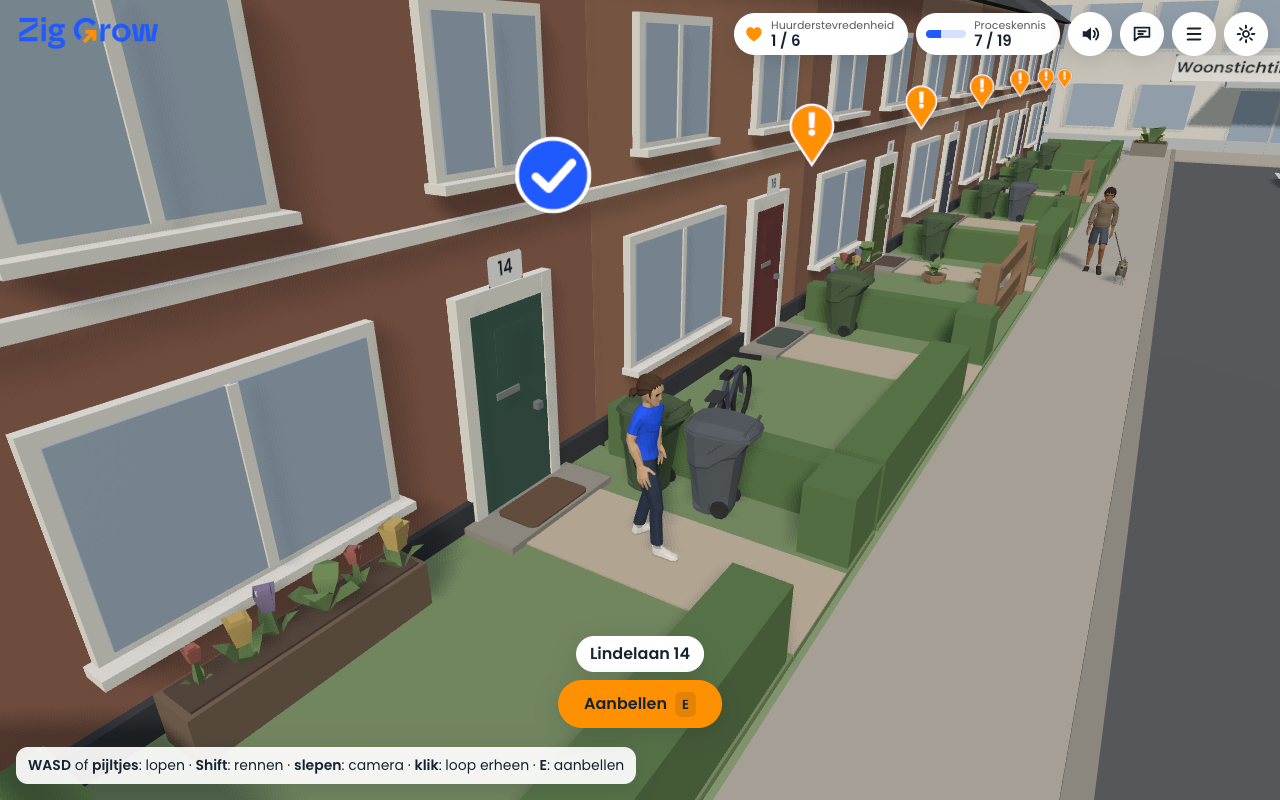 Zig Grow
Huurderstevredenheid
1 / 6
Proceskennis
7 / 19
Woonstichti
14
16
Lindelaan 14
Aanbellen E
WASD of pijltjes: lopen · Shift: rennen · slepen: camera · klik: loop erheen · E: aanbellen